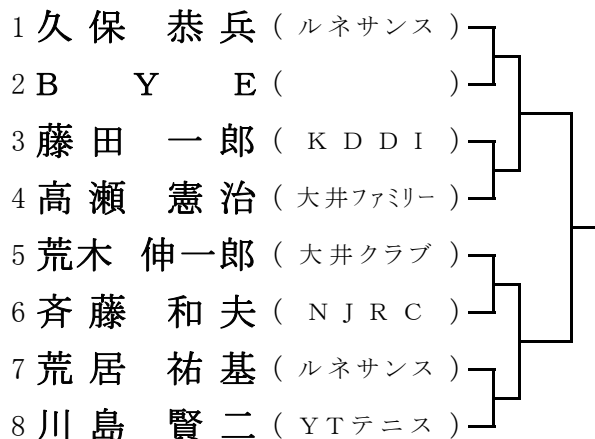 1 久保 恭兵 ( ルネサンス )
2 B Y E ( )
3 藤田 一郎 ( KDDI )
4 高瀬 憲治 ( 大井ファミリー )
5 荒木 伸一郎 ( 大井クラブ )
6 斉藤 和夫 ( NJRC )
7 荒居 祐基 ( ルネサンス )
8 川島 賢二 ( YTテニス )